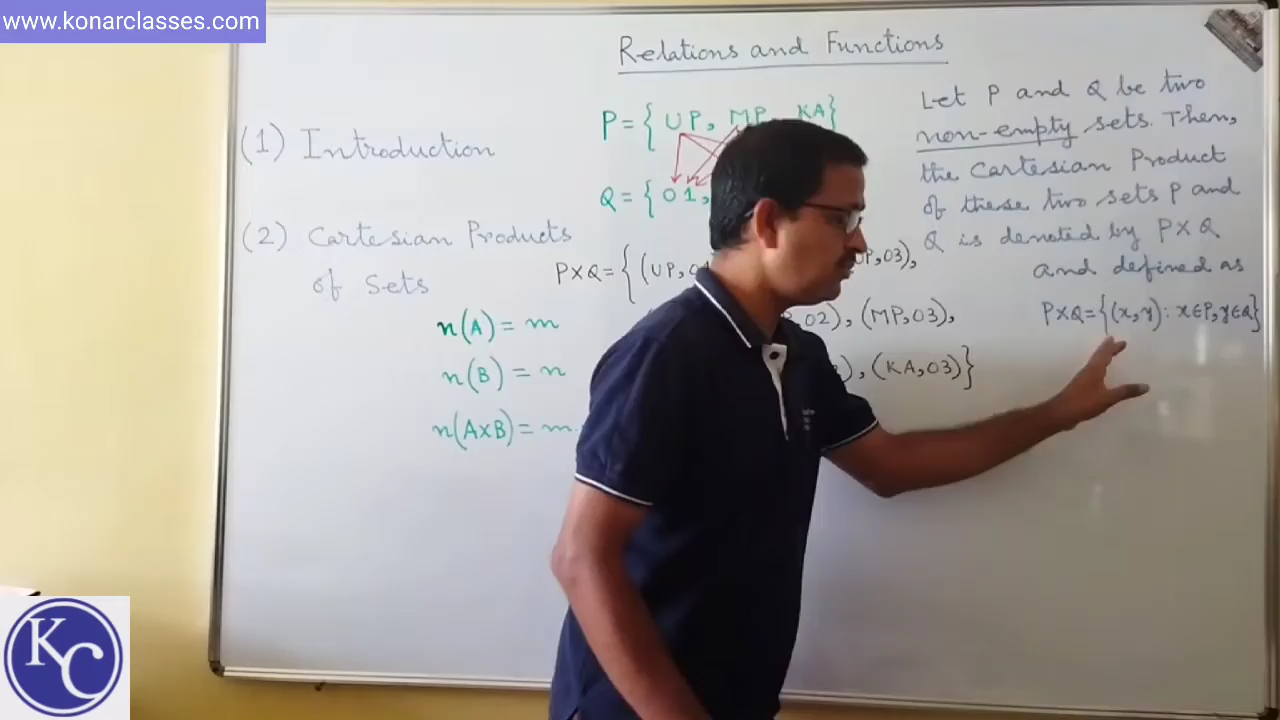 www.konarclasses.com
Relations and Functions
(1) Introduction
(2) Cartesian Products
of Sets
n(A) = m
n(B) = n
n(A×B) = m.
P = { UP, MP, KA}
Q = { 01,
P×Q = { (UP, 03),
02), (MP, 03),
), (KA, 03)}
Let P and Q be two
non-empty sets. Then,
the Cartesian Product
of these two sets P and
Q is denoted by P×Q
and defined as
P×Q = {(x, y) : x∈P, y∈Q}
KC